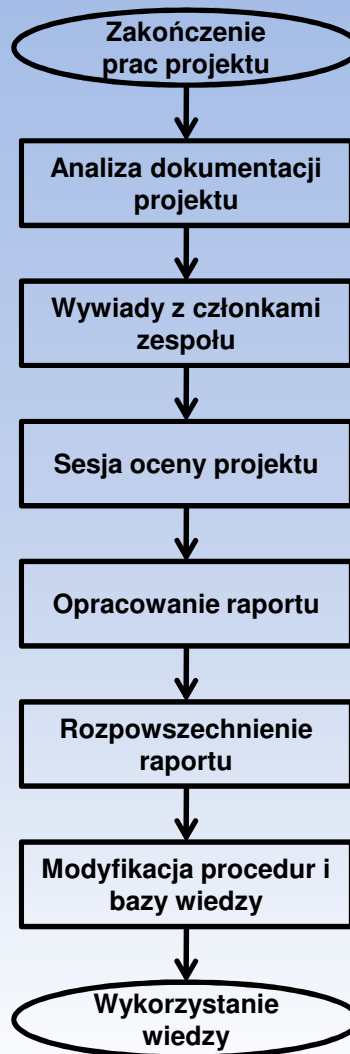 Zakończenie
prac projektu
Analiza dokumentacji
projektu
Wywiady z członkami
zespołu
Sesja oceny projektu
Opracowanie raportu
Rozpowszechnienie
raportu
Modyfikacja procedur i
bazy wiedzy
Wykorzystanie
wiedzy